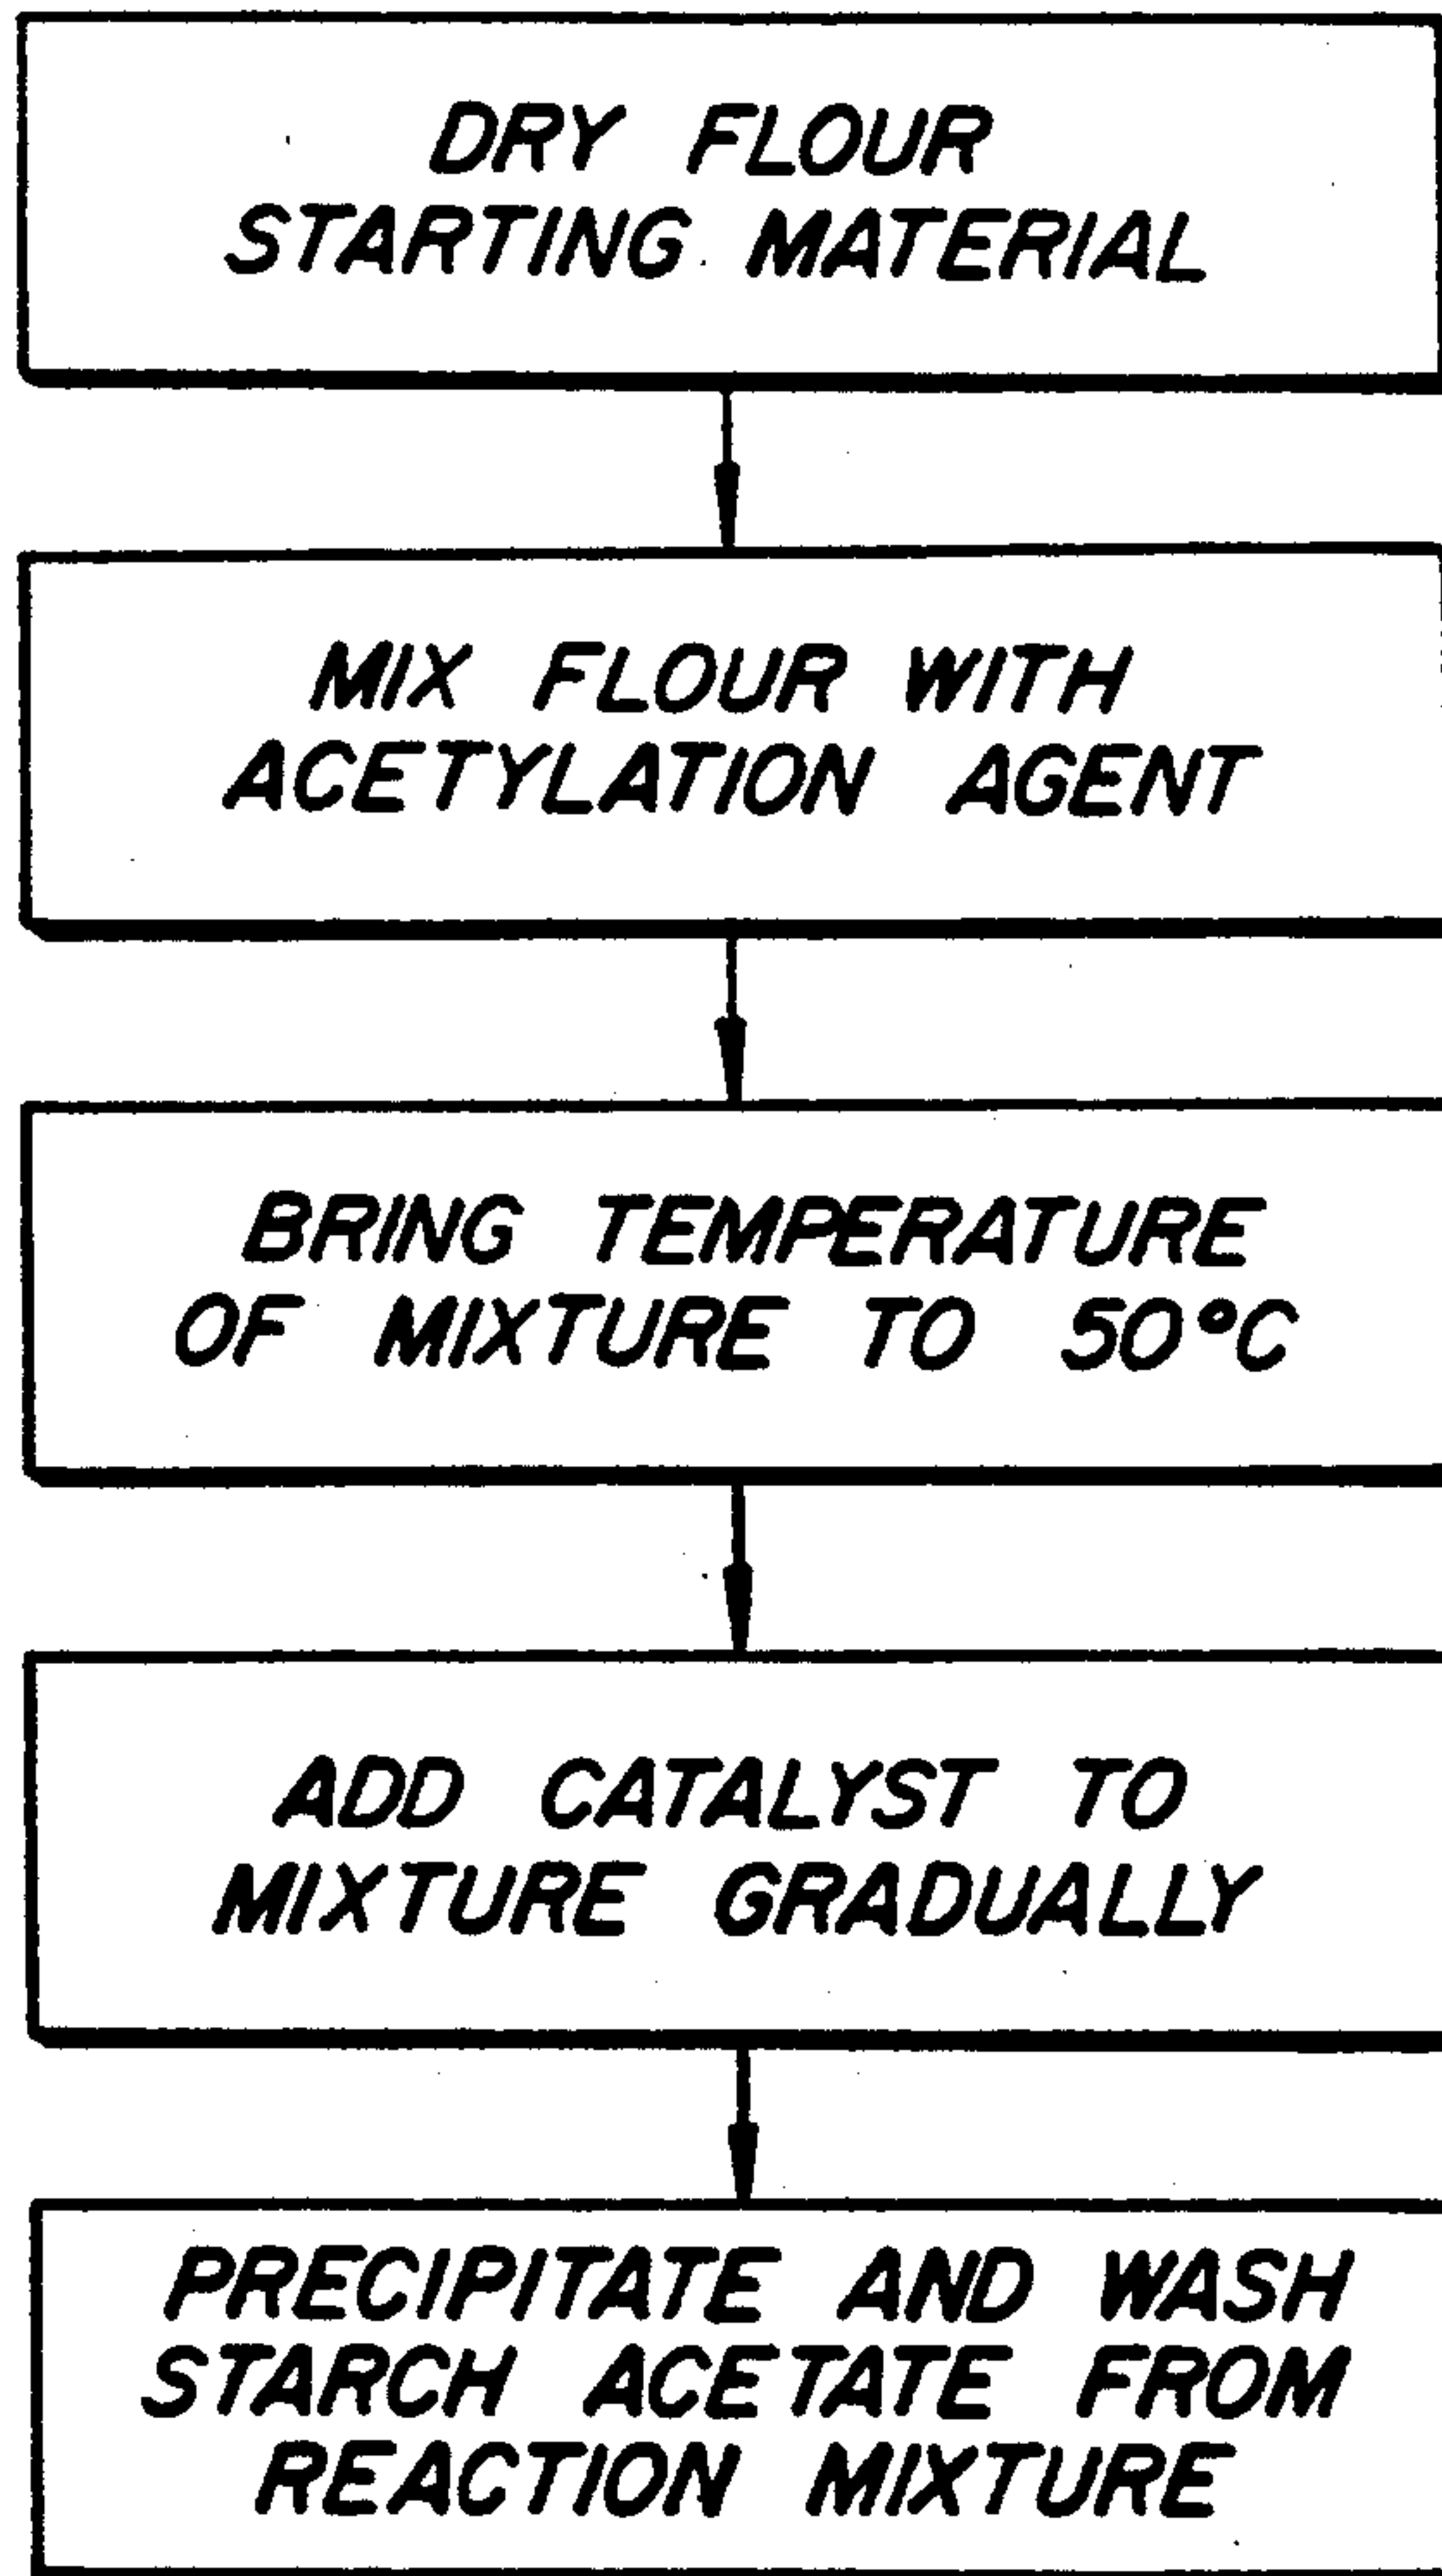 DRY FLOUR
STARTING MATERIAL
MIX FLOUR WITH
ACETYLATION AGENT
BRING TEMPERATURE
OF MIXTURE TO 50°C
ADD CATALYST TO
MIXTURE GRADUALLY
PRECIPITATE AND WASH
STARCH ACETATE FROM
REACTION MIXTURE